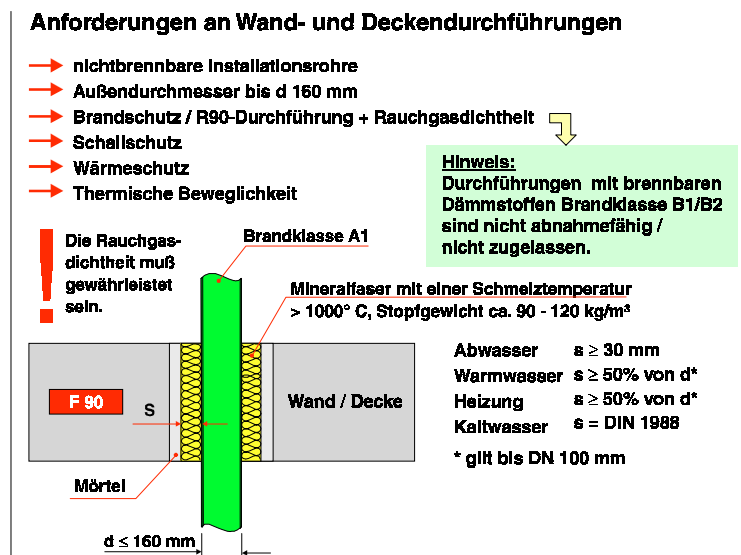 Anforderungen an Wand- und Deckendurchführungen
nichtbrennbare Installationsrohre
Außendurchmesser bis d 160 mm
Brandschutz / R90-Durchführung + Rauchgasdichtheit
Schallschutz
Wärmeschutz
Thermische Beweglichkeit
Hinweis:
Durchführungen mit brennbaren
Dämmstoffen Brandklasse B1/B2
sind nicht abnahmefähig /
nicht zugelassen.
! Die Rauchgas-
dichtheit muß
gewährleistet
sein.
Brandklasse A1
Mineralfaser mit einer Schmelztemperatur
> 1000° C, Stopfgewicht ca. 90 - 120 kg/m³
Abwasser s ≥ 30 mm
Warmwasser s ≥ 50% von d*
Heizung s ≥ 50% von d*
Kaltwasser s = DIN 1988
* gilt bis DN 100 mm
F 90
S
Wand / Decke
Mörtel
d ≤ 160 mm